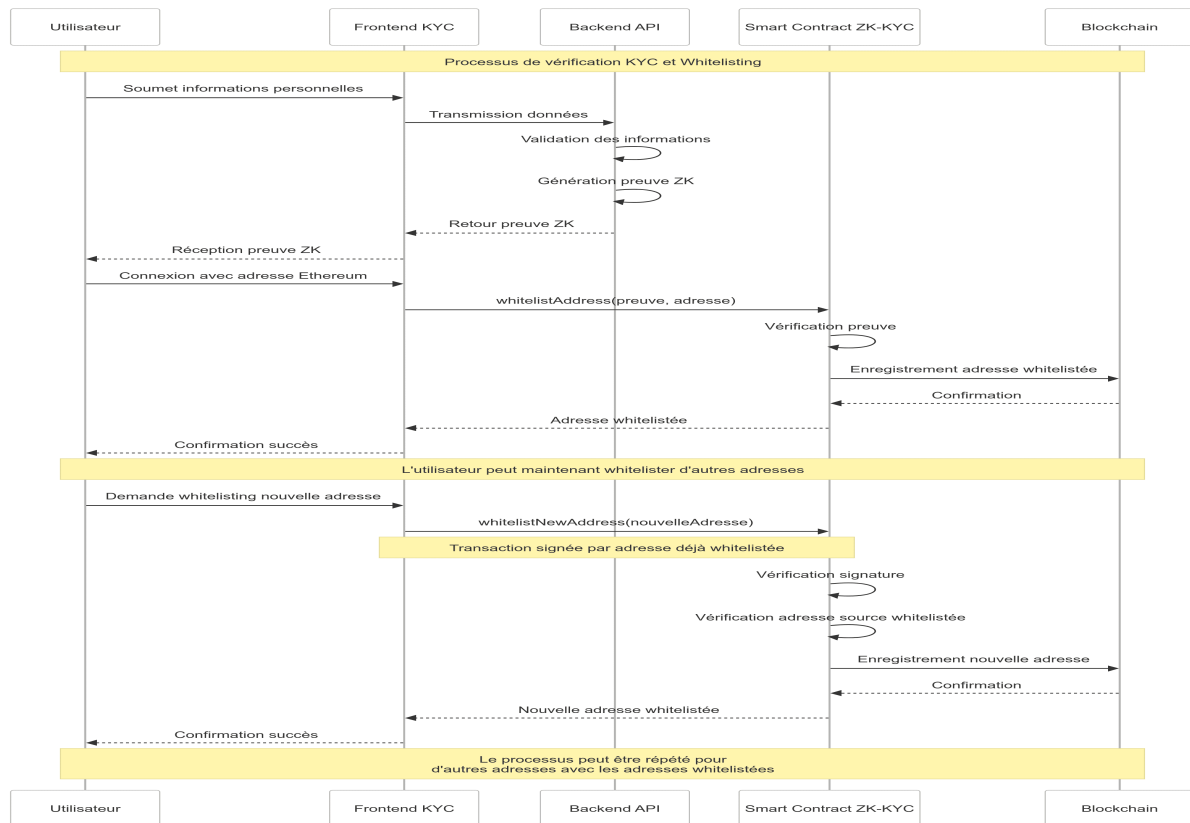 Utilisateur
Frontend KYC
Backend API
Smart Contract ZK-KYC
Blockchain
Processus de vérification KYC et Whitelisting
Soumet informations personnelles
Transmission données
Validation des informations
Génération preuve ZK
Retour preuve ZK
Réception preuve ZK
Connexion avec adresse Ethereum
whitelistAddress(preuve, adresse)
Vérification preuve
Enregistrement adresse whitelistée
Confirmation
Adresse whitelistée
Confirmation succès
L'utilisateur peut maintenant whitelister d'autres adresses
Demande whitelisting nouvelle adresse
whitelistNewAddress(nouvelleAdresse)
Transaction signée par adresse déjà whitelistée
Vérification signature
Vérification adresse source whitelistée
Enregistrement nouvelle adresse
Confirmation
Nouvelle adresse whitelistée
Confirmation succès
Le processus peut être répété pour
d'autres adresses avec les adresses whitelistées
Utilisateur
Frontend KYC
Backend API
Smart Contract ZK-KYC
Blockchain